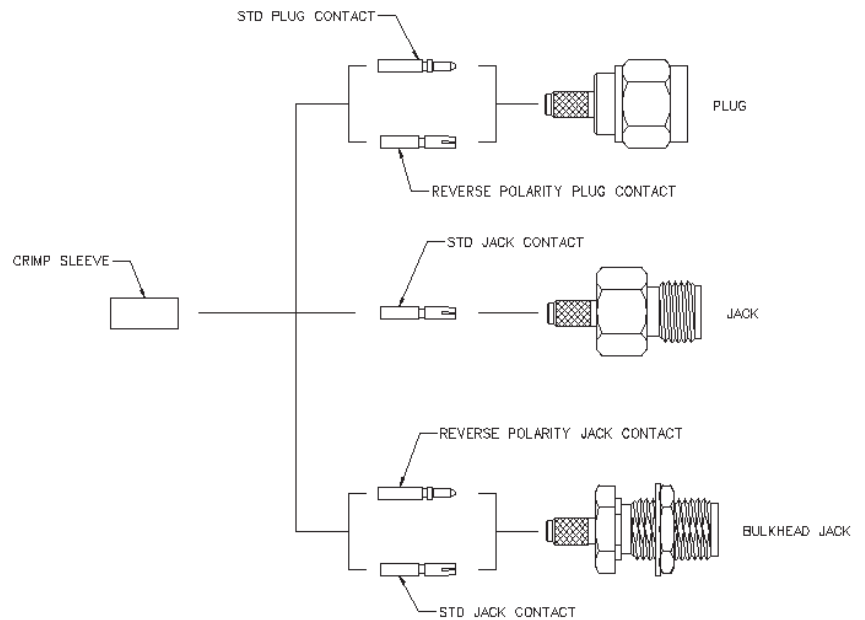 STD PLUG CONTACT
PLUG
REVERSE POLARITY PLUG CONTACT
STD JACK CONTACT
CRIMP SLEEVE
JACK
REVERSE POLARITY JACK CONTACT
BULKHEAD JACK
STD JACK CONTACT